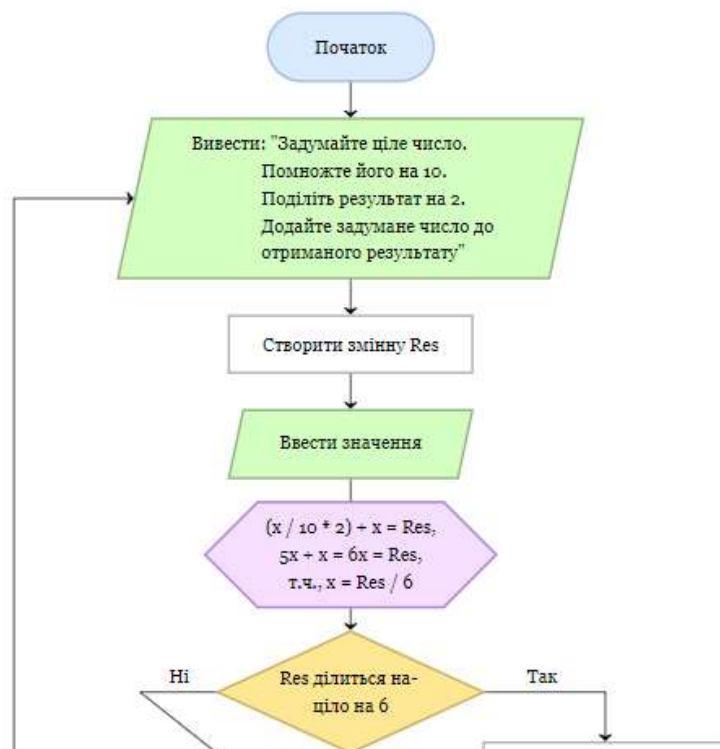 Початок
Вивести: "Задумайте ціле число.
Помножте його на 10.
Поділіть результат на 2.
Додайте задумане число до
отриманого результату"
Створити змінну Res
Ввести значення
(x / 10 * 2) + x = Res,
5x + x = 6x = Res,
т.ч., x = Res / 6
Ні
Res ділиться на-
ціло на 6
Так